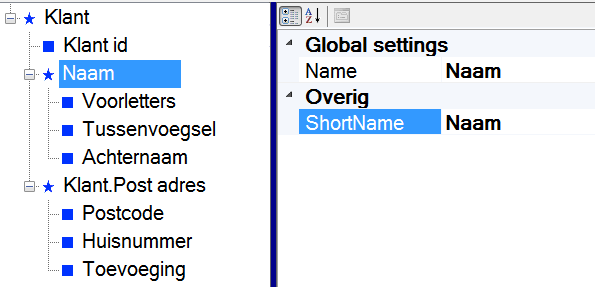 Klant
Klant id
Naam
Voorletters
Tussenvoegsel
Achternaam
Klant.Post adres
Postcode
Huisnummer
Toevoeging
Global settings
Name Naam
Overig
ShortName Naam